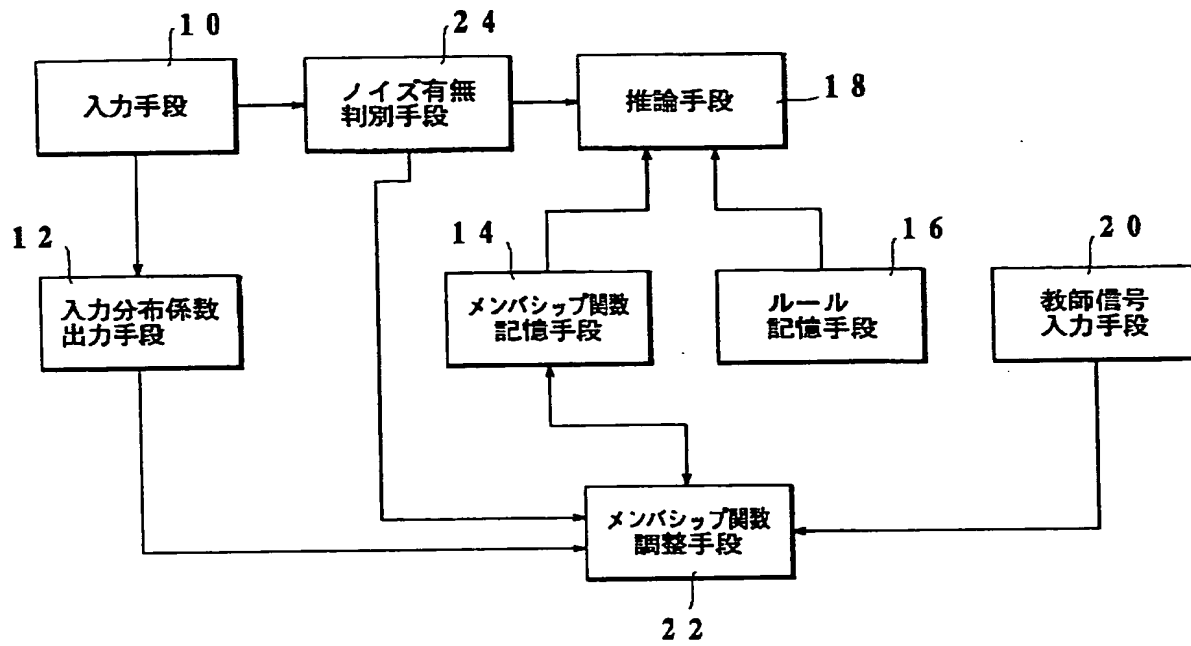 10
24
18
入力手段
ノイズ有無
判別手段
推論手段
12
14
16
20
入力分布係数
出力手段
メンバシップ関数
記憶手段
ルール
記憶手段
教師信号
入力手段
メンバシップ関数
調整手段
22